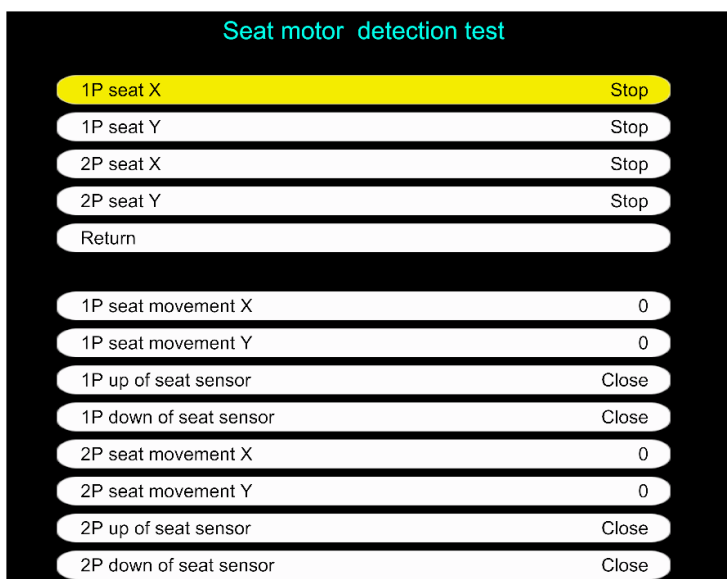 Seat motor  detection test
1P seat X Stop
1P seat Y Stop
2P seat X Stop
2P seat Y Stop
Return
1P seat movement X 0
1P seat movement Y 0
1P up of seat sensor Close
1P down of seat sensor Close
2P seat movement X 0
2P seat movement Y 0
2P up of seat sensor Close
2P down of seat sensor Close